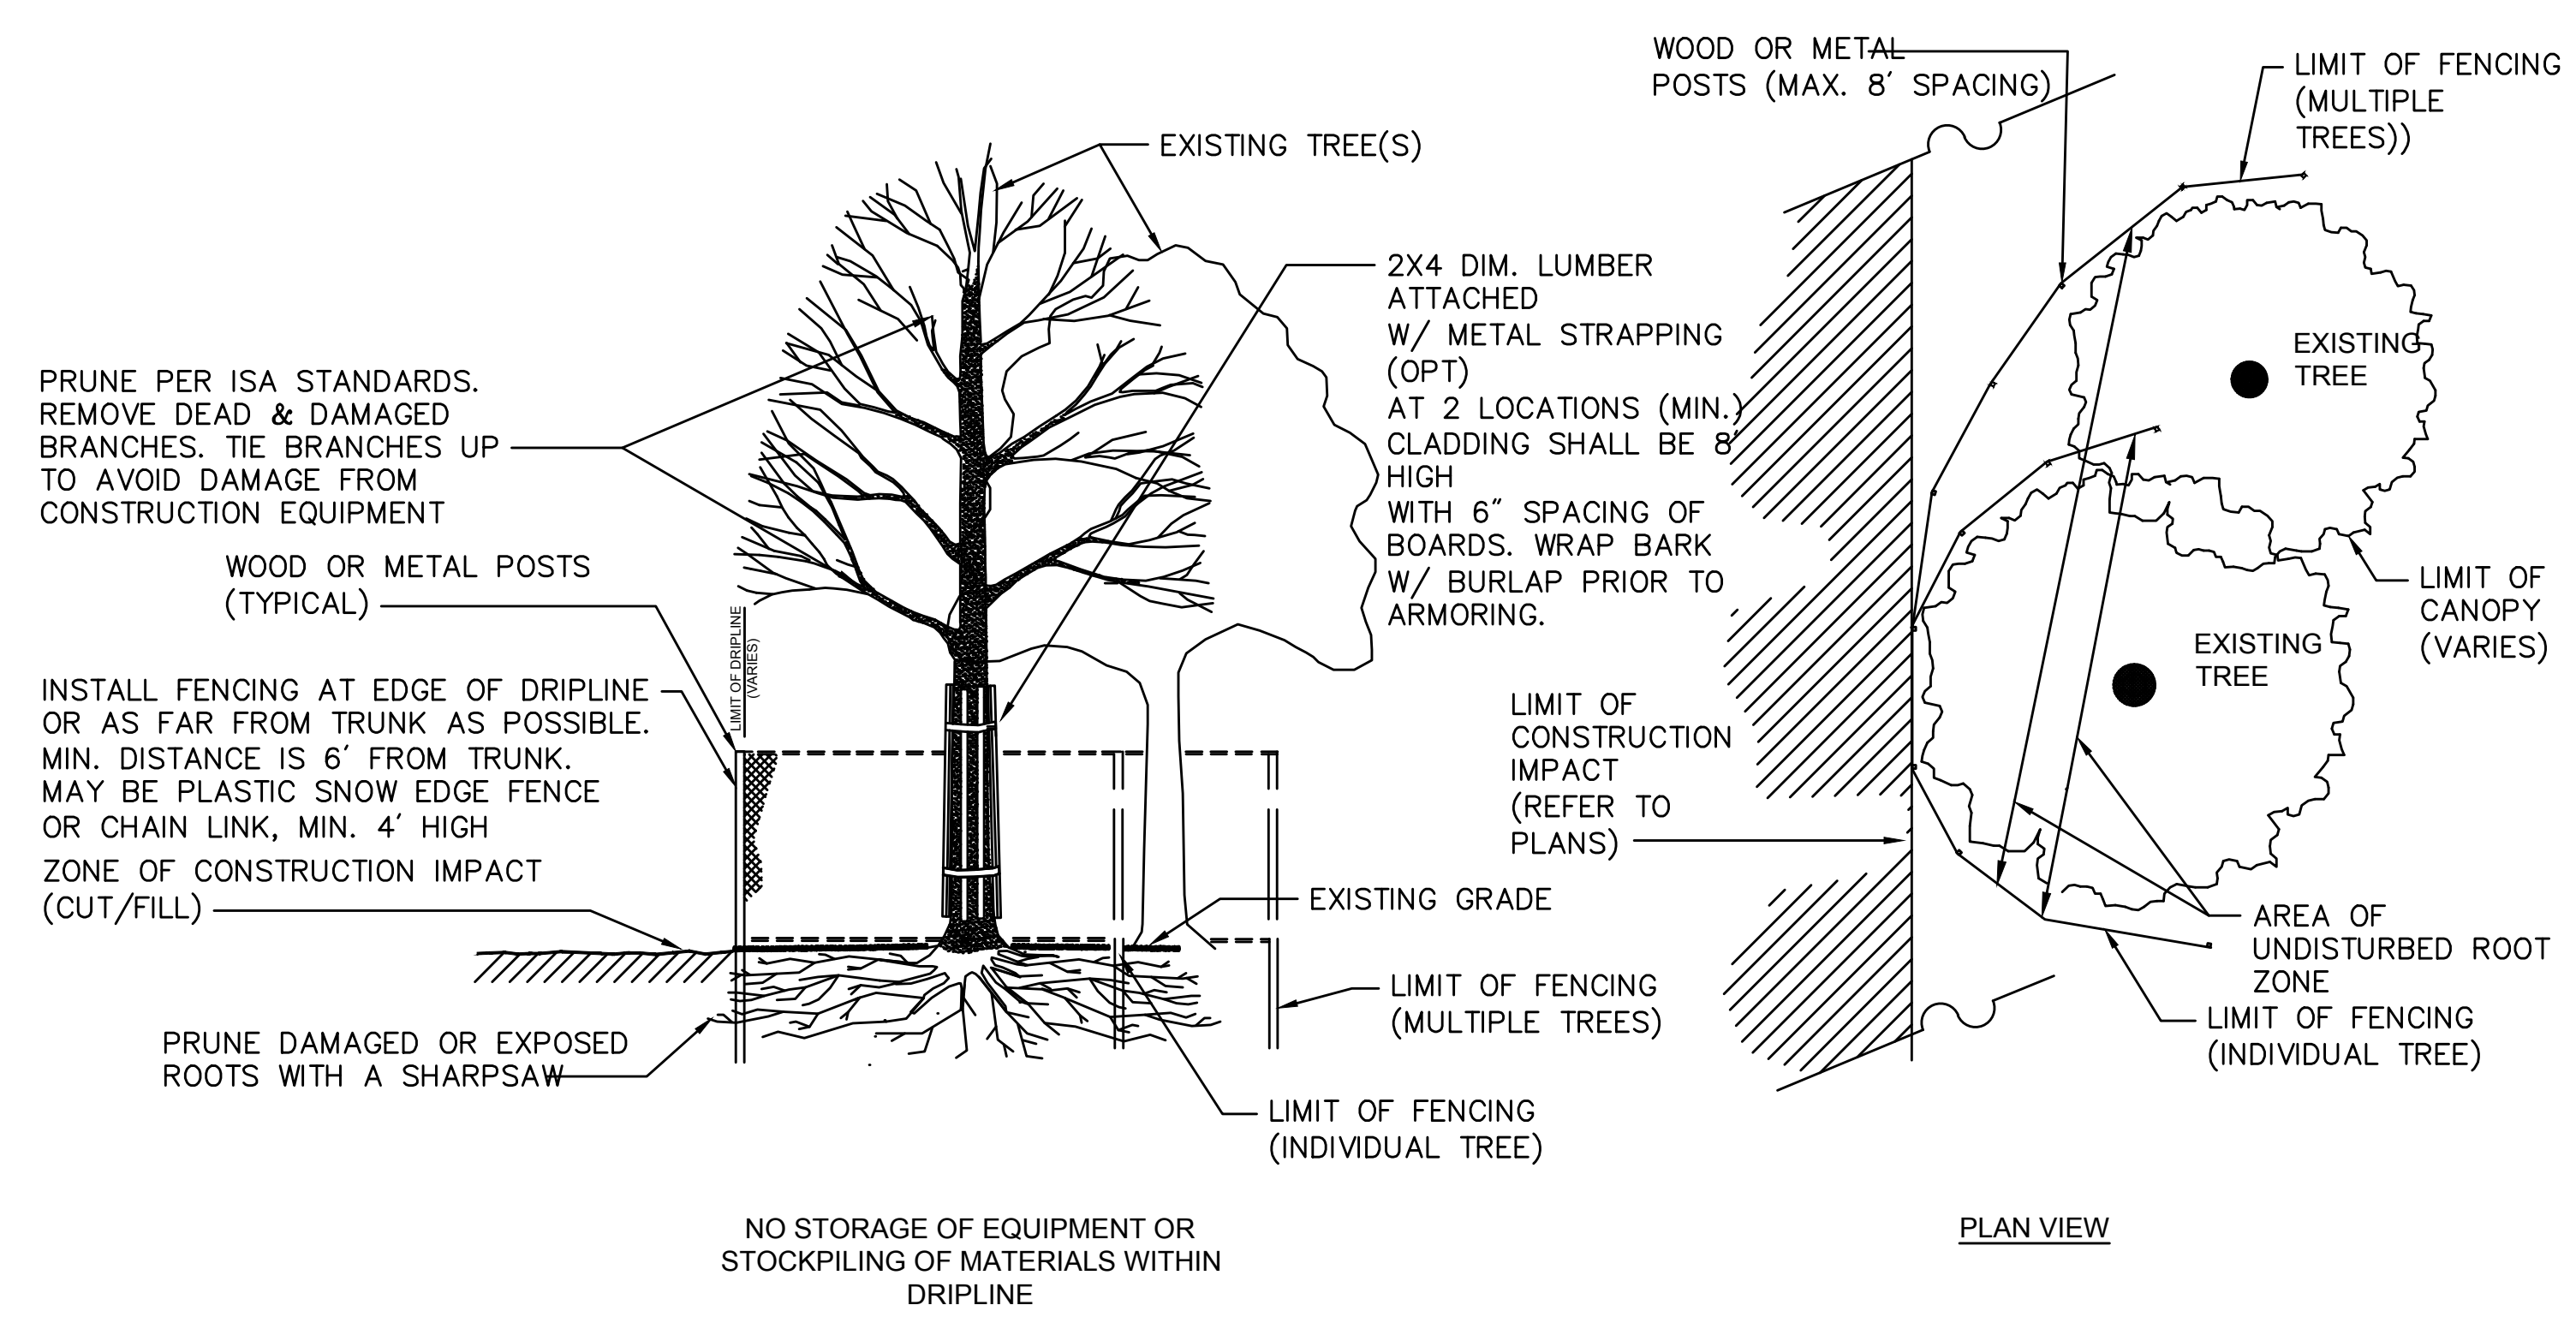 EXISTING TREE(S)
PRUNE PER ISA STANDARDS.
REMOVE DEAD & DAMAGED
BRANCHES. TIE BRANCHES UP
TO AVOID DAMAGE FROM
CONSTRUCTION EQUIPMENT
WOOD OR METAL POSTS
(TYPICAL)
LIMIT OF DRIPLINE
(VARIES)
INSTALL FENCING AT EDGE OF DRIPLINE
OR AS FAR FROM TRUNK AS POSSIBLE.
MIN. DISTANCE IS 6' FROM TRUNK.
MAY BE PLASTIC SNOW EDGE FENCE
OR CHAIN LINK, MIN. 4' HIGH
ZONE OF CONSTRUCTION IMPACT
(CUT/FILL)
PRUNE DAMAGED OR EXPOSED
ROOTS WITH A SHARPSAW
2X4 DIM. LUMBER
ATTACHED
W/ METAL STRAPPING
(OPT)
AT 2 LOCATIONS (MIN.)
CLADDING SHALL BE 8'
HIGH
WITH 6" SPACING OF
BOARDS. WRAP BARK
W/ BURLAP PRIOR TO
ARMORING.
EXISTING GRADE
LIMIT OF FENCING
(MULTIPLE TREES)
LIMIT OF FENCING
(INDIVIDUAL TREE)
NO STORAGE OF EQUIPMENT OR
STOCKPILING OF MATERIALS WITHIN
DRIPLINE
WOOD OR METAL
POSTS (MAX. 8' SPACING)
LIMIT OF FENCING
(MULTIPLE
TREES))
EXISTING
TREE
LIMIT OF
CANOPY
(VARIES)
EXISTING
TREE
LIMIT OF
CONSTRUCTION
IMPACT
(REFER TO
PLANS)
AREA OF
UNDISTURBED ROOT
ZONE
LIMIT OF FENCING
(INDIVIDUAL TREE)
PLAN VIEW